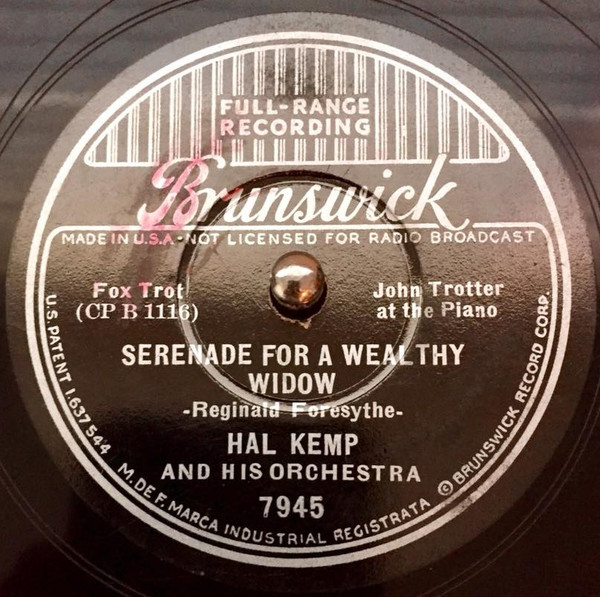 FULL-RANGE
RECORDING
Brunswick
MADE IN U.S.A.-NOT LICENSED FOR RADIO BROADCAST
Fox Trot
(CP B 1116)
John Trotter
at the Piano
SERENADE FOR A WEALTHY
WIDOW
-Reginald Foresythe-
HAL KEMP
AND HIS ORCHESTRA
7945
U.S. PATENT 1,637,544 M. DE F. MARCA INDUSTRIAL REGISTRATA © BRUNSWICK RECORD CORP.